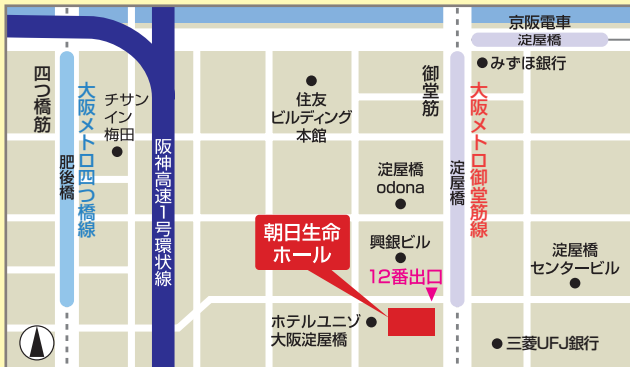 京阪電車
淀屋橋
みずほ銀行
四つ橋筋
大阪メトロ四つ橋線
肥後橋
チサン
イン
梅田
阪神高速1号環状線
住友
ビルディング
本館
御堂筋
淀屋橋
大阪メトロ御堂筋線
淀屋橋
odona
朝日生命
ホール
興銀ビル
12番出口
淀屋橋
センタービル
ホテルユニゾ
大阪淀屋橋
三菱UFJ銀行